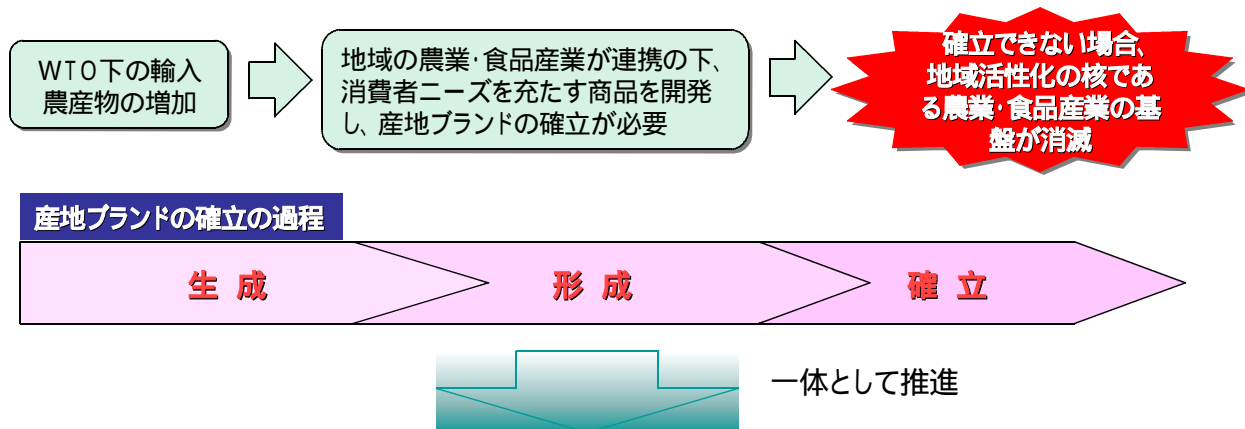 WTO下の輸入
農産物の増加
地域の農業・食品産業が連携の下、
消費者ニーズを充たす商品を開発
し、産地ブランドの確立が必要
確立できない場合、
地域活性化の核であ
る農業・食品産業の基
盤が消滅
産地ブランドの確立の過程
生 成
形 成
確 立
一体として推進